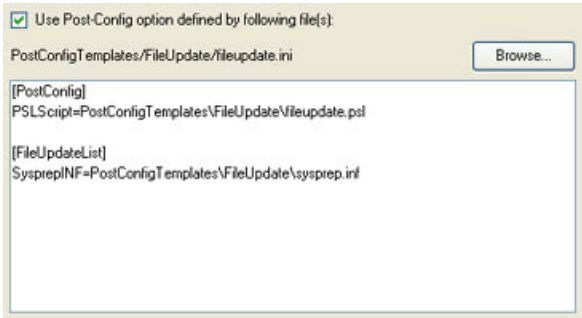 Use Post-Config option defined by following file(s):
PostConfigTemplates/FileUpdate/fileupdate.ini
Browse...
[PostConfig]
PSLScript=PostConfigTemplates\FileUpdate\fileupdate.psl
[FileUpdateList]
SysprepINF=PostConfigTemplates\FileUpdate\sysprep.inf